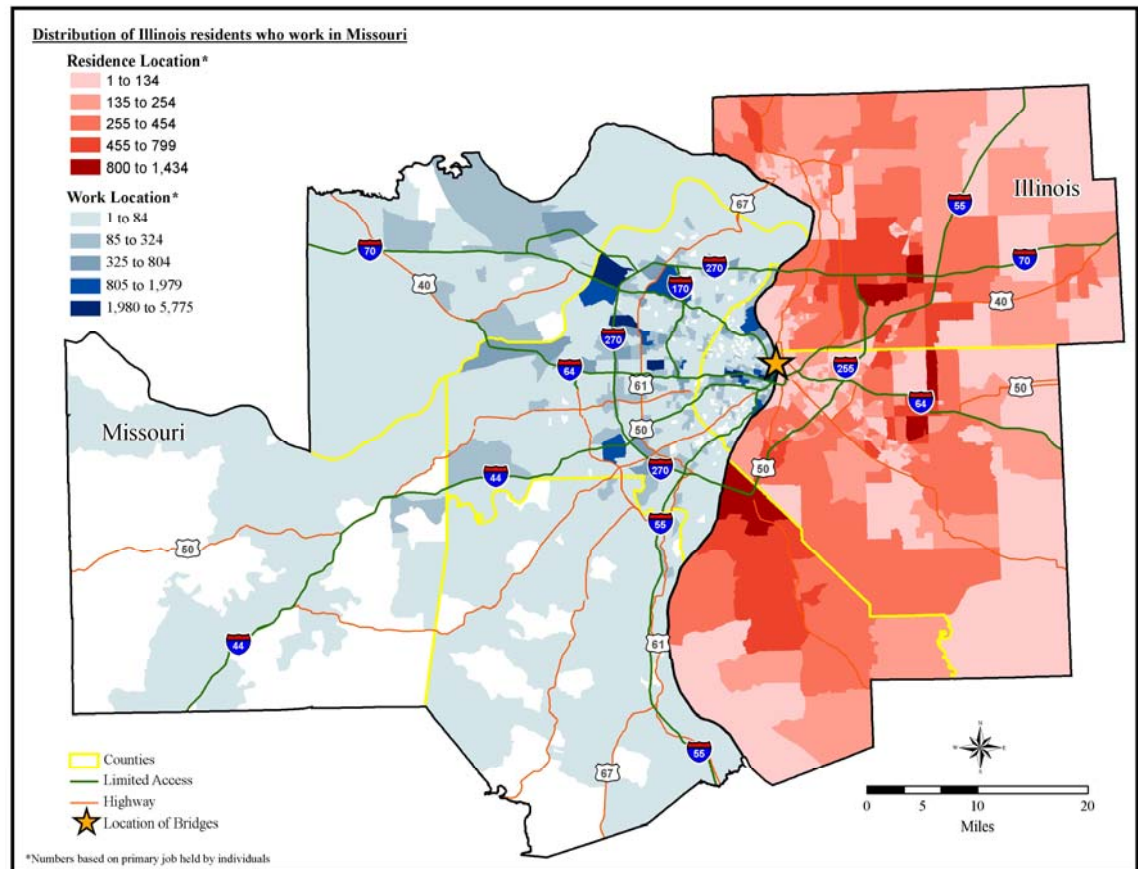 Distribution of Illinois residents who work in Missouri
Residence Location*
1 to 134
135 to 254
255 to 454
455 to 799
800 to 1,434
Work Location*
1 to 84
85 to 324
325 to 804
805 to 1,979
1,980 to 5,775
Illinois
Missouri
67
55
70
40
270
170
70
40
270
64
61
255
64
50
50
50
44
270
55
50
44
61
55
67
Counties
Limited Access
Highway
Location of Bridges
N
W
E
S
0 5 10 20
Miles
*Numbers based on primary job held by individuals